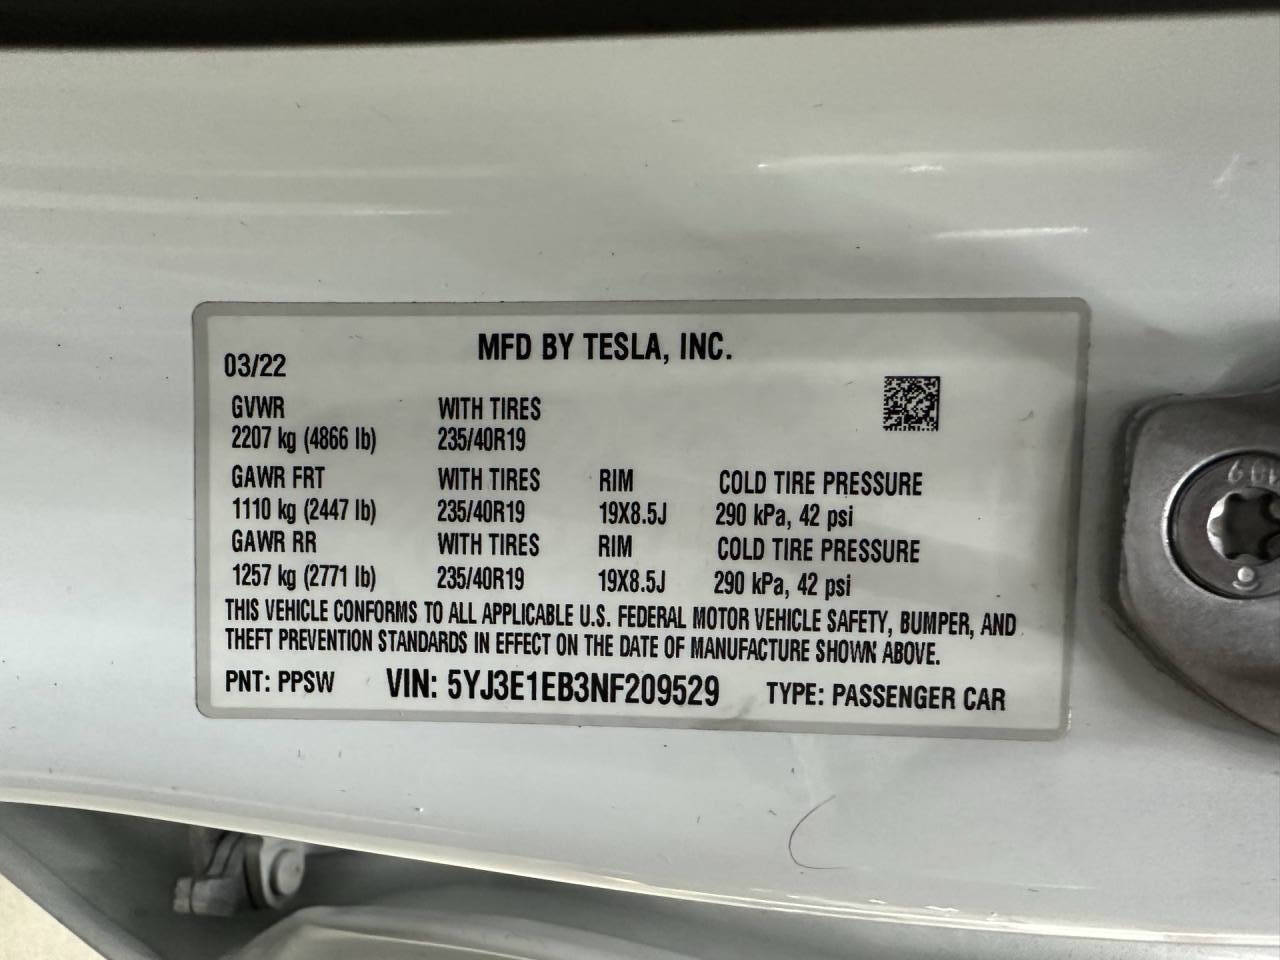 MFD BY TESLA, INC.
03/22
GVWR WITH TIRES
2207 kg (4866 lb) 235/40R19
GAWR FRT WITH TIRES RIM COLD TIRE PRESSURE
1110 kg (2447 lb) 235/40R19 19X8.5J 290 kPa, 42 psi
GAWR RR WITH TIRES RIM COLD TIRE PRESSURE
1257 kg (2771 lb) 235/40R19 19X8.5J 290 kPa, 42 psi
THIS VEHICLE CONFORMS TO ALL APPLICABLE U.S. FEDERAL MOTOR VEHICLE SAFETY, BUMPER, AND
THEFT PREVENTION STANDARDS IN EFFECT ON THE DATE OF MANUFACTURE SHOWN ABOVE.
PNT: PPSW VIN: 5YJ3E1EB3NF209529 TYPE: PASSENGER CAR